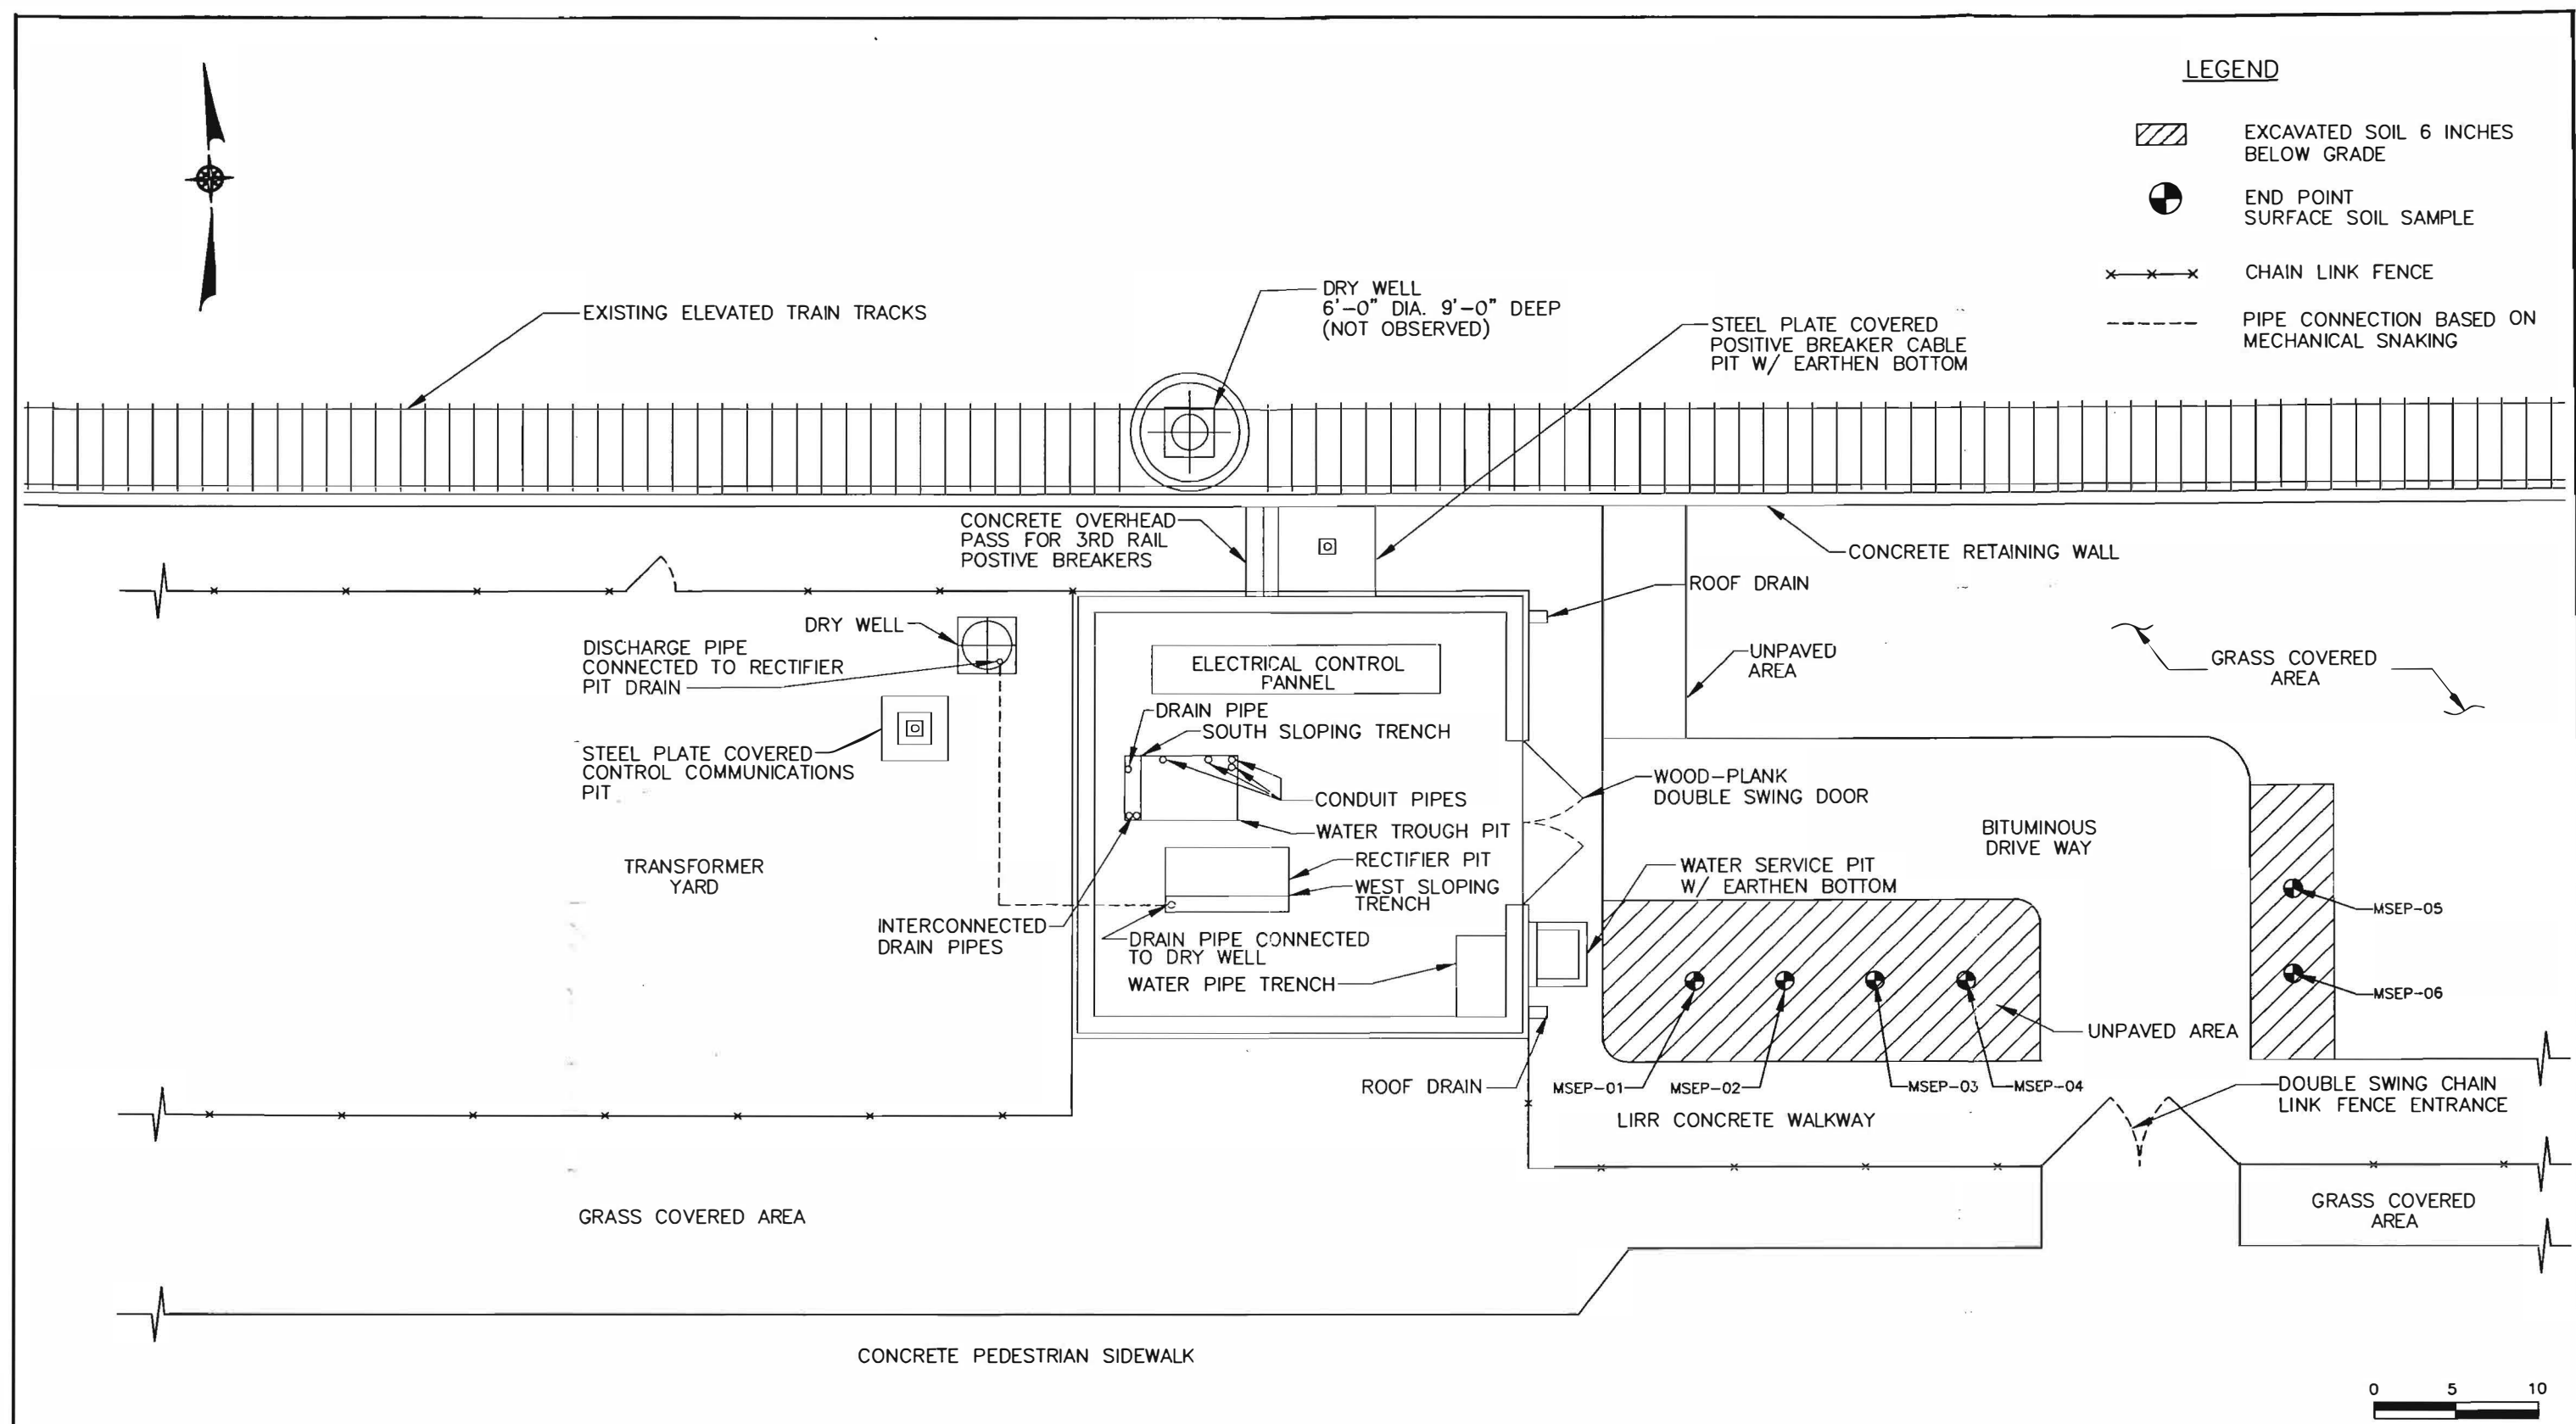 LEGEND
EXCAVATED SOIL 6 INCHES
BELOW GRADE
END POINT
SURFACE SOIL SAMPLE
CHAIN LINK FENCE
PIPE CONNECTION BASED ON
MECHANICAL SNAKING
EXISTING ELEVATED TRAIN TRACKS
DRY WELL
6'-0" DIA. 9'-0" DEEP
(NOT OBSERVED)
STEEL PLATE COVERED
POSITIVE BREAKER CABLE
PIT W/ EARTHEN BOTTOM
CONCRETE OVERHEAD
PASS FOR 3RD RAIL
POSTIVE BREAKERS
CONCRETE RETAINING WALL
ROOF DRAIN
DRY WELL
DISCHARGE PIPE
CONNECTED TO RECTIFIER
PIT DRAIN
ELECTRICAL CONTROL
PANNEL
UNPAVED
AREA
GRASS COVERED
AREA
DRAIN PIPE
SOUTH SLOPING TRENCH
STEEL PLATE COVERED
CONTROL COMMUNICATIONS
PIT
CONDUIT PIPES
WATER TROUGH PIT
WOOD-PLANK
DOUBLE SWING DOOR
BITUMINOUS
DRIVE WAY
TRANSFORMER
YARD
RECTIFIER PIT
WEST SLOPING
TRENCH
WATER SERVICE PIT
W/ EARTHEN BOTTOM
INTERCONNECTED
DRAIN PIPES
DRAIN PIPE CONNECTED
TO DRY WELL
WATER PIPE TRENCH
MSEP-05
MSEP-06
UNPAVED AREA
ROOF DRAIN
MSEP-01
MSEP-02
MSEP-03
MSEP-04
DOUBLE SWING CHAIN
LINK FENCE ENTRANCE
LIRR CONCRETE WALKWAY
GRASS COVERED AREA
GRASS COVERED
AREA
CONCRETE PEDESTRIAN SIDEWALK
0 5 10